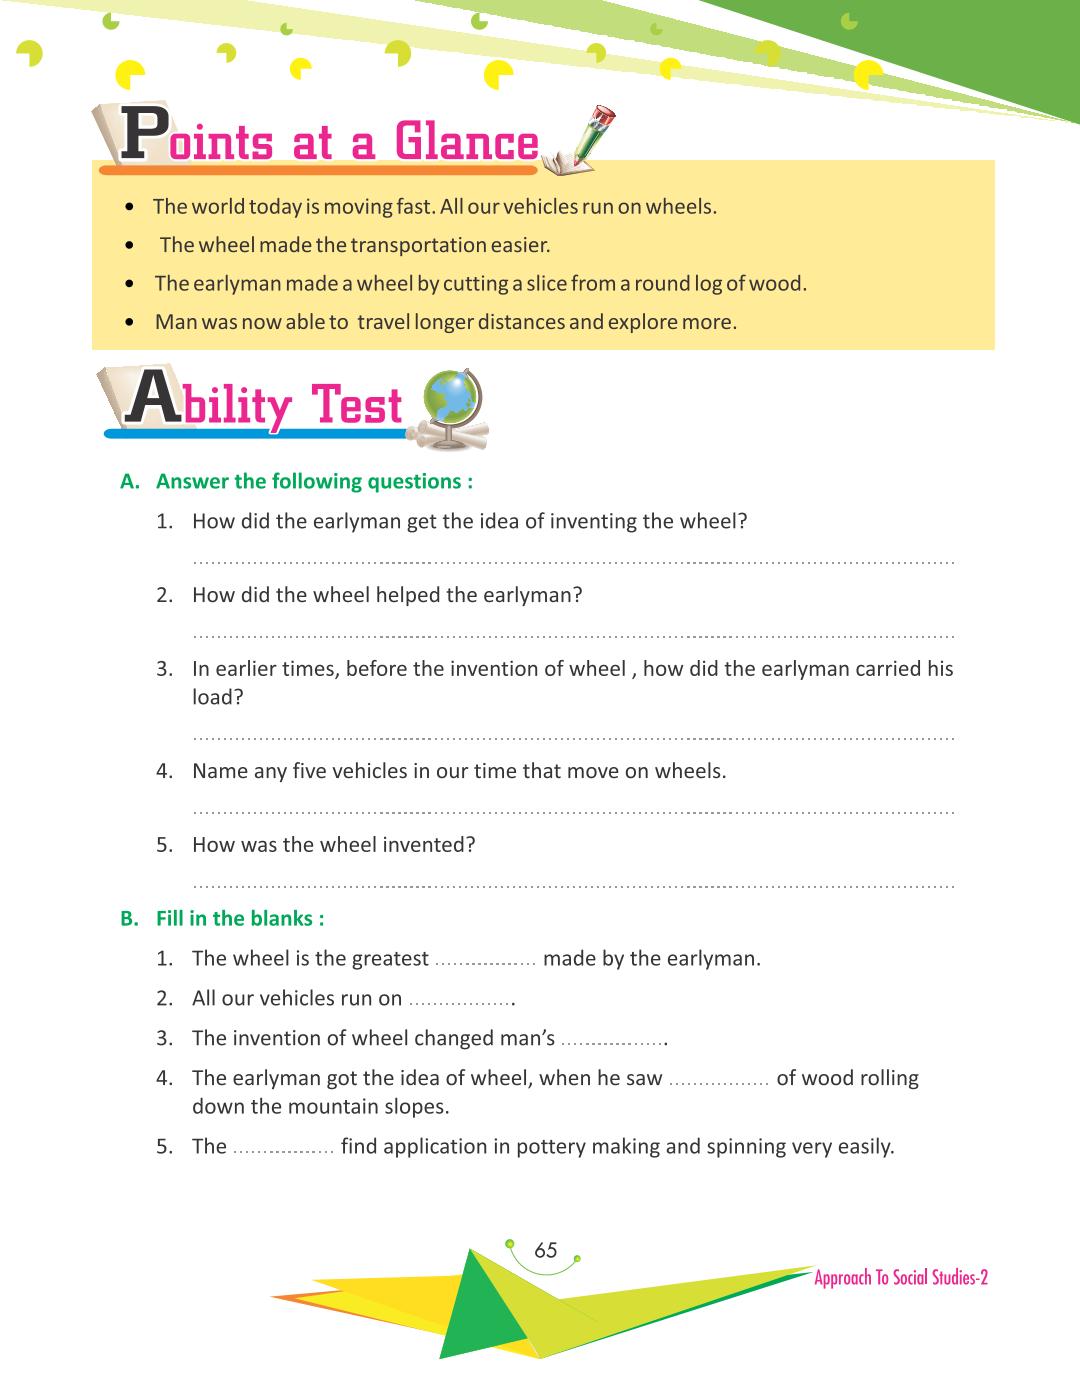 Points at a Glance
• The world today is moving fast. All our vehicles run on wheels.
• The wheel made the transportation easier.
• The earlyman made a wheel by cutting a slice from a round log of wood.
• Man was now able to travel longer distances and explore more.
Ability Test
A. Answer the following questions :
1. How did the earlyman get the idea of inventing the wheel?
2. How did the wheel helped the earlyman?
3. In earlier times, before the invention of wheel , how did the earlyman carried his
load?
4. Name any five vehicles in our time that move on wheels.
5. How was the wheel invented?
B. Fill in the blanks :
1. The wheel is the greatest ................. made by the earlyman.
2. All our vehicles run on .................
3. The invention of wheel changed man’s ..................
4. The earlyman got the idea of wheel, when he saw ................. of wood rolling
down the mountain slopes.
5. The ................. find application in pottery making and spinning very easily.
65
Approach To Social Studies-2